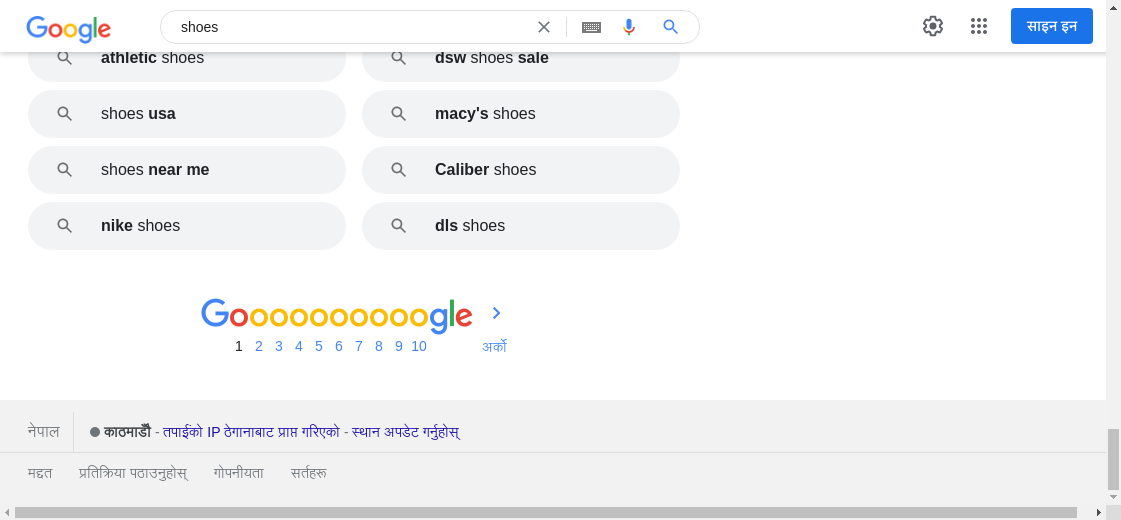 Google shoes साइन इन
athletic shoes dsw shoes sale
shoes usa macy's shoes
shoes near me Caliber shoes
nike shoes dls shoes
Goooooooooogle
1 2 3 4 5 6 7 8 9 10 अर्को
नेपाल काठमाडौँ - तपाईंको IP ठेगानाबाट प्राप्त गरिएको - स्थान अपडेट गर्नुहोस्
मद्दत प्रतिक्रिया पठाउनुहोस् गोपनीयता सर्तहरू